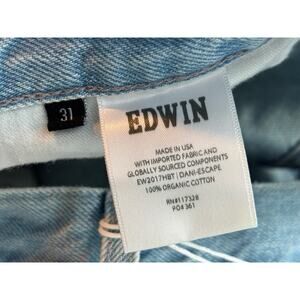 31
EDWIN
MADE IN USA
WITH IMPORTED FABRIC AND
GLOBALLY SOURCED COMPONENTS
EW2017HBT | DANI-ESCAPE
100% ORGANIC COTTON
RN#117328
PO#361